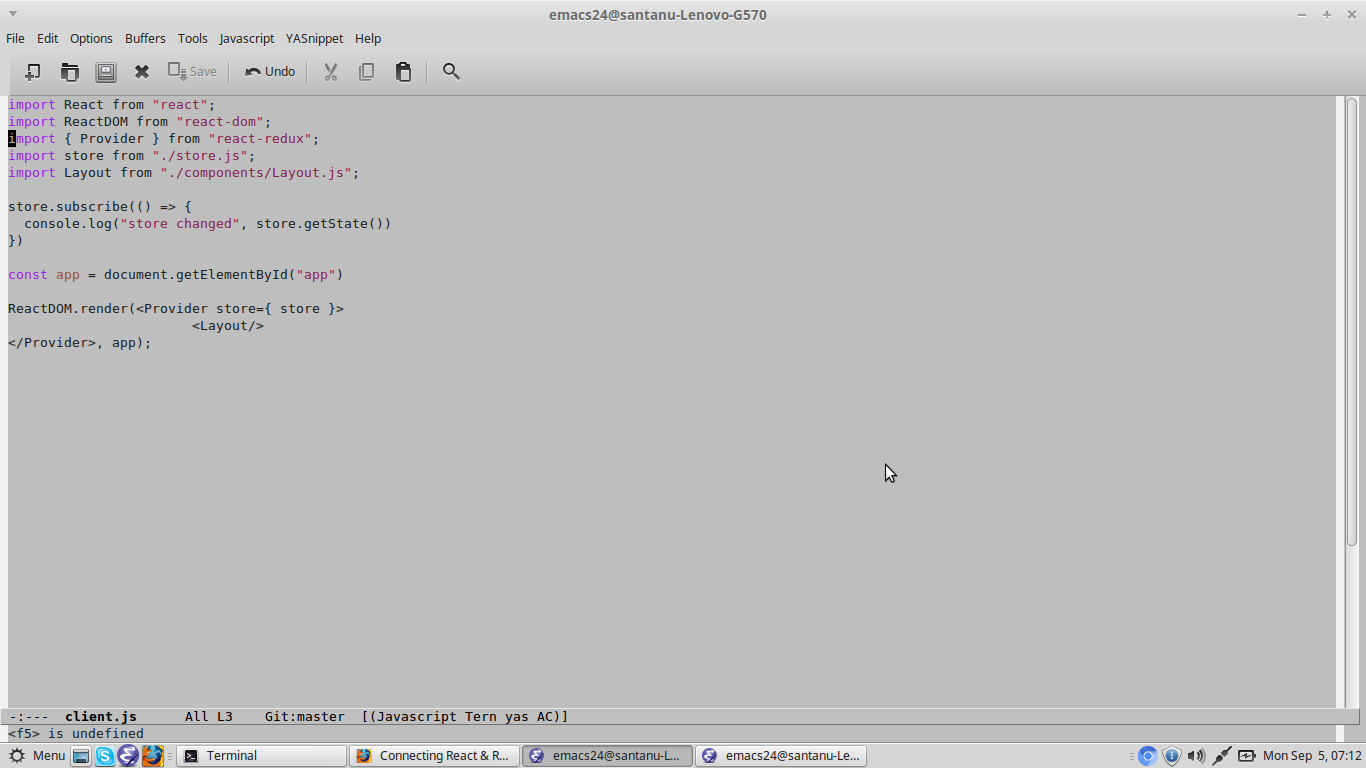 emacs24@santanu-Lenovo-G570
File Edit Options Buffers Tools Javascript YASnippet Help
Save Undo
import React from "react";
import ReactDOM from "react-dom";
import { Provider } from "react-redux";
import store from "./store.js";
import Layout from "./components/Layout.js";
store.subscribe(() => {
  console.log("store changed", store.getState())
})
const app = document.getElementById("app")
ReactDOM.render(<Provider store={ store }>
                       <Layout/>
</Provider>, app);
-:---  client.js      All L3    Git:master  [(Javascript Tern yas AC)]
<f5> is undefined
Menu Terminal Connecting React & R... emacs24@santanu-L... emacs24@santanu-Le... Mon Sep 5, 07:12